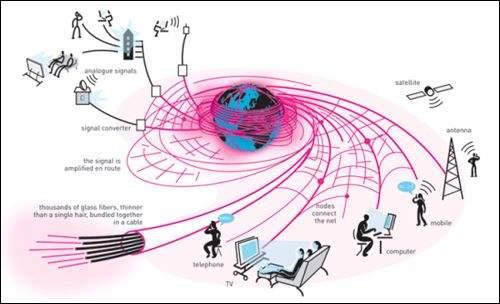 analogue signals
satellite
antenna
signal converter
the signal is
amplified en route
thousands of glass fibers, thinner
than a single hair, bundled together
in a cable
nodes
connect
the net
mobile
computer
telephone
TV